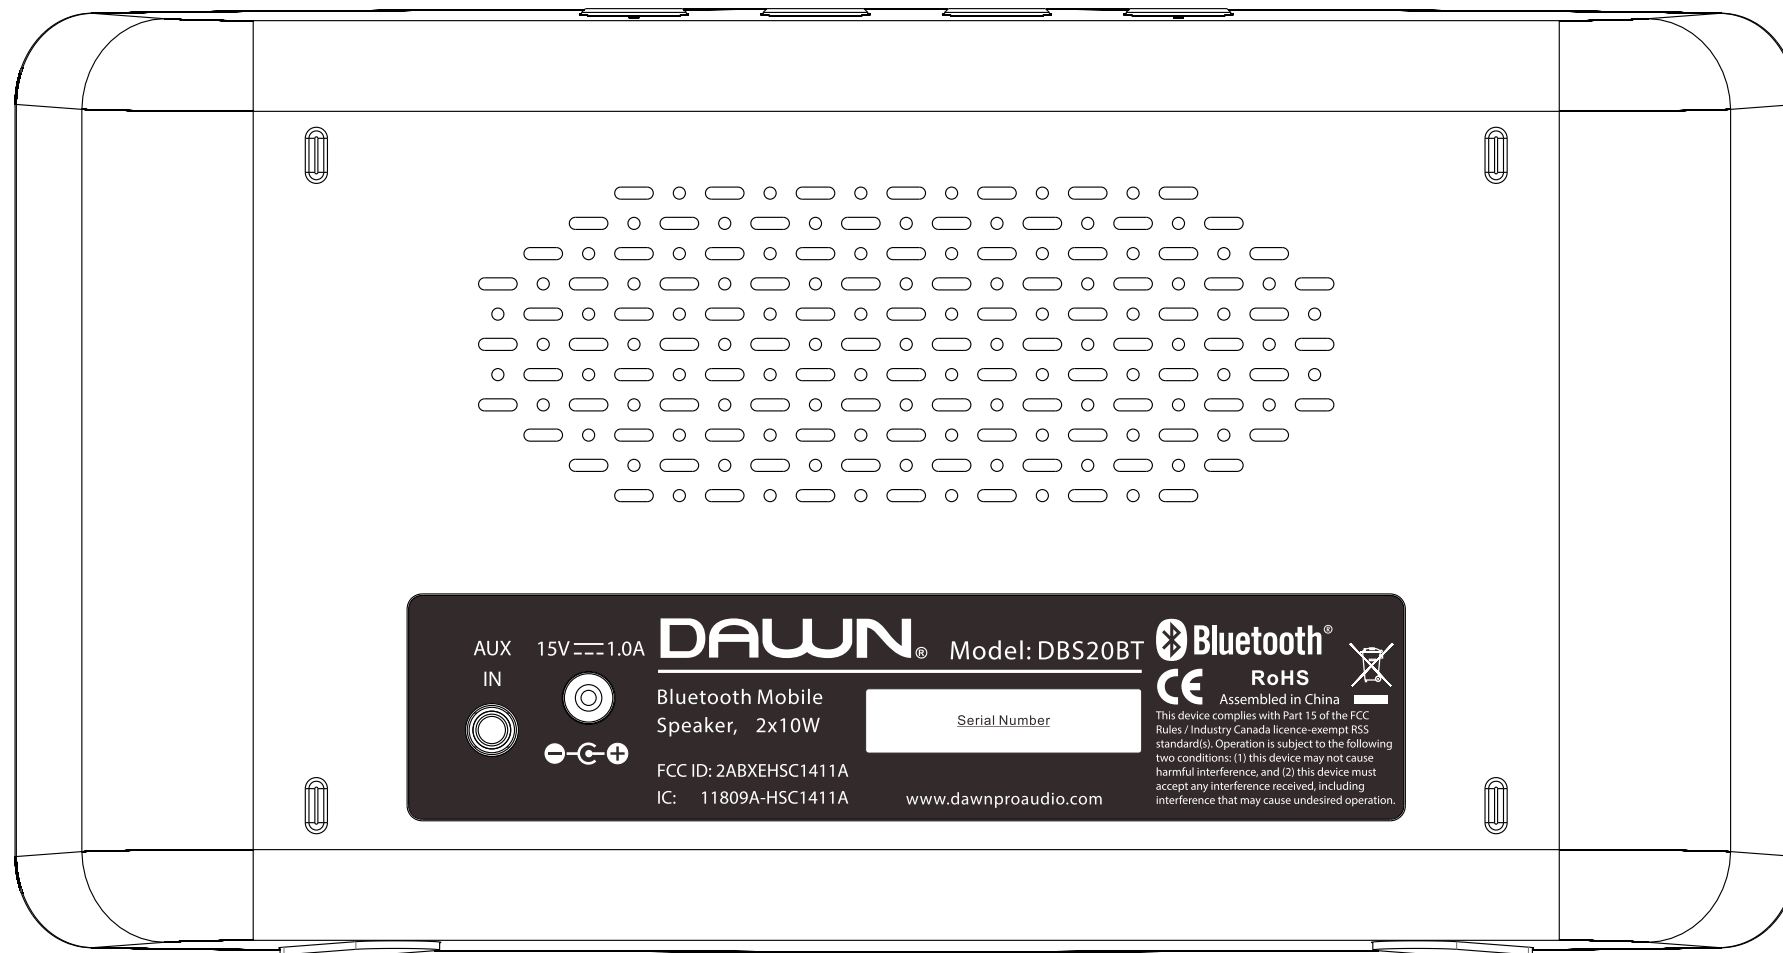 AUX
IN
15V 1.0A
DAWN®
Model: DBS20BT
Bluetooth Mobile
Speaker, 2x10W
FCC ID: 2ABXEHSC1411A
IC: 11809A-HSC1411A
Serial Number
www.dawnproaudio.com
Bluetooth®
CE
RoHS
Assembled in China
This device complies with Part 15 of the FCC
Rules / Industry Canada licence-exempt RSS
standard(s). Operation is subject to the following
two conditions: (1) this device may not cause
harmful interference, and (2) this device must
accept any interference received, including
interference that may cause undesired operation.